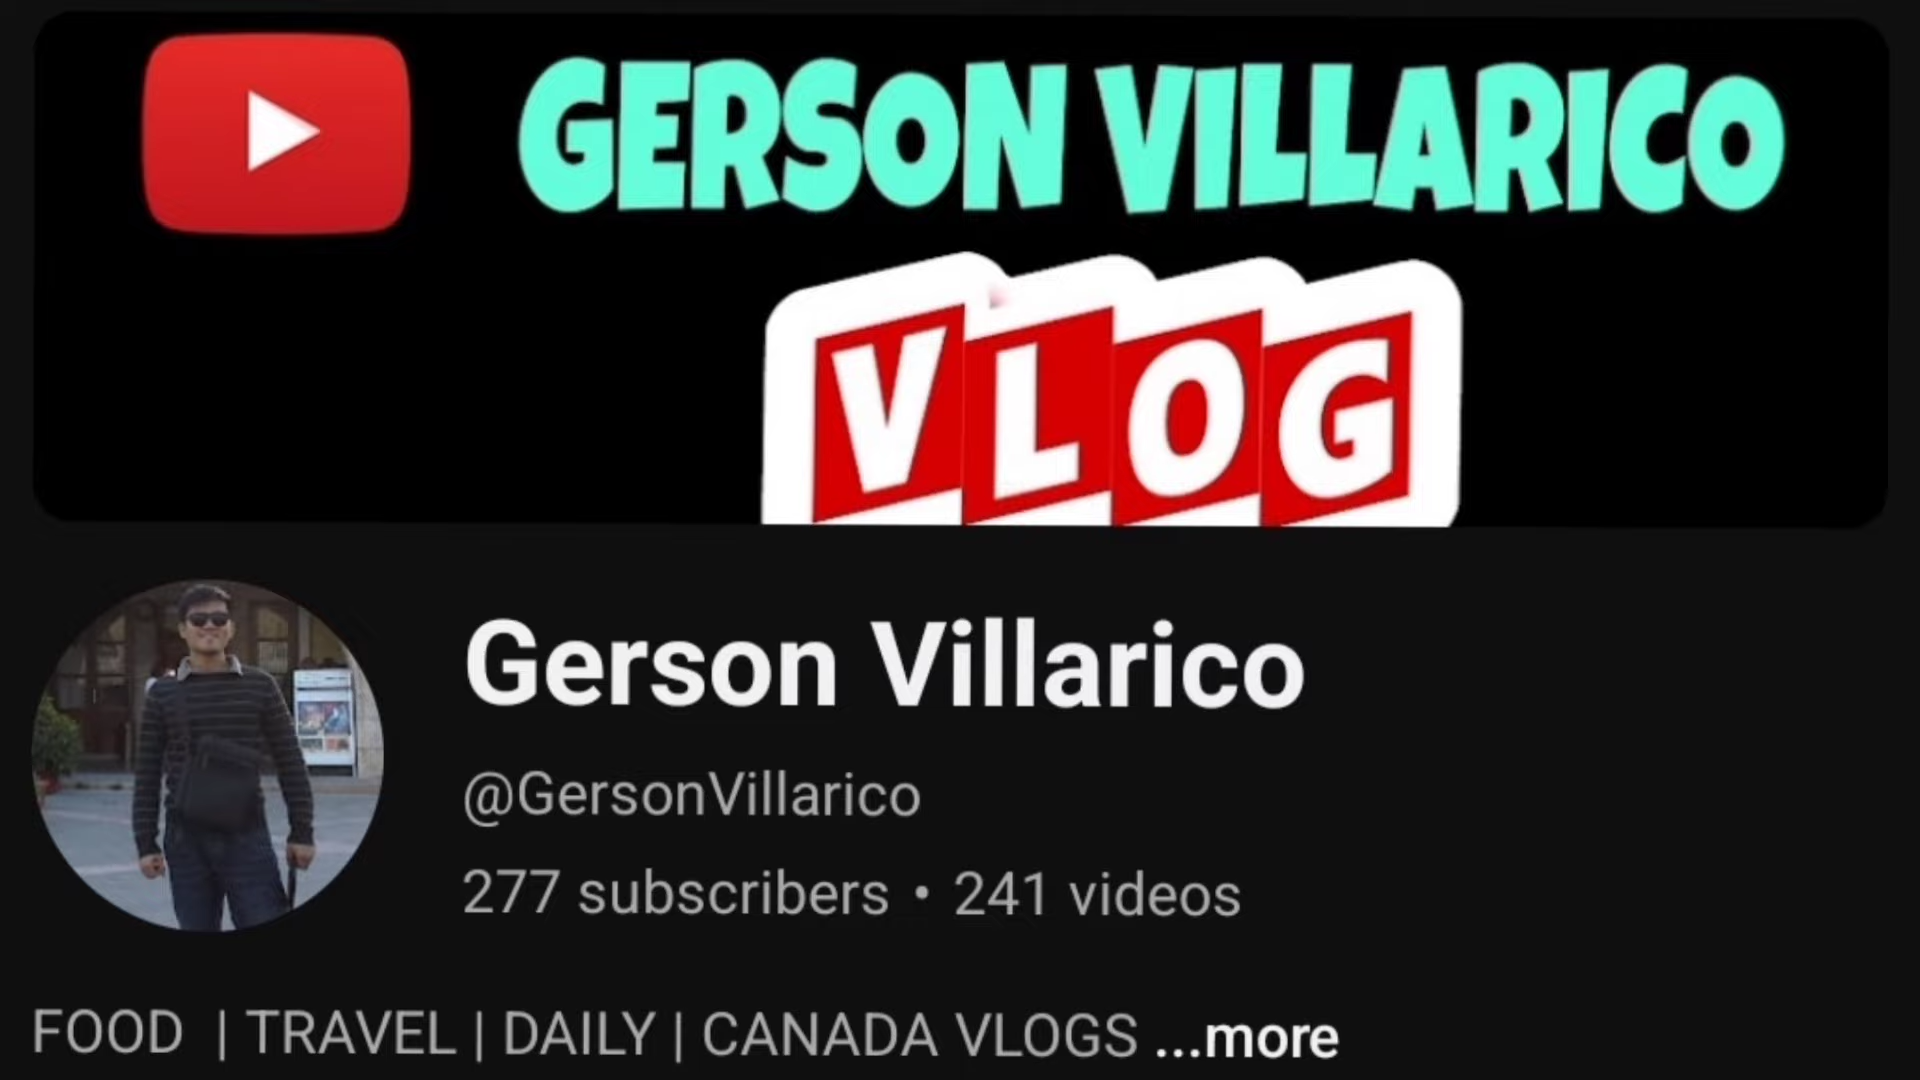 GERSON VILLARICO
VLOG
Gerson Villarico
@GersonVillarico
277 subscribers • 241 videos
FOOD | TRAVEL | DAILY | CANADA VLOGS ...more